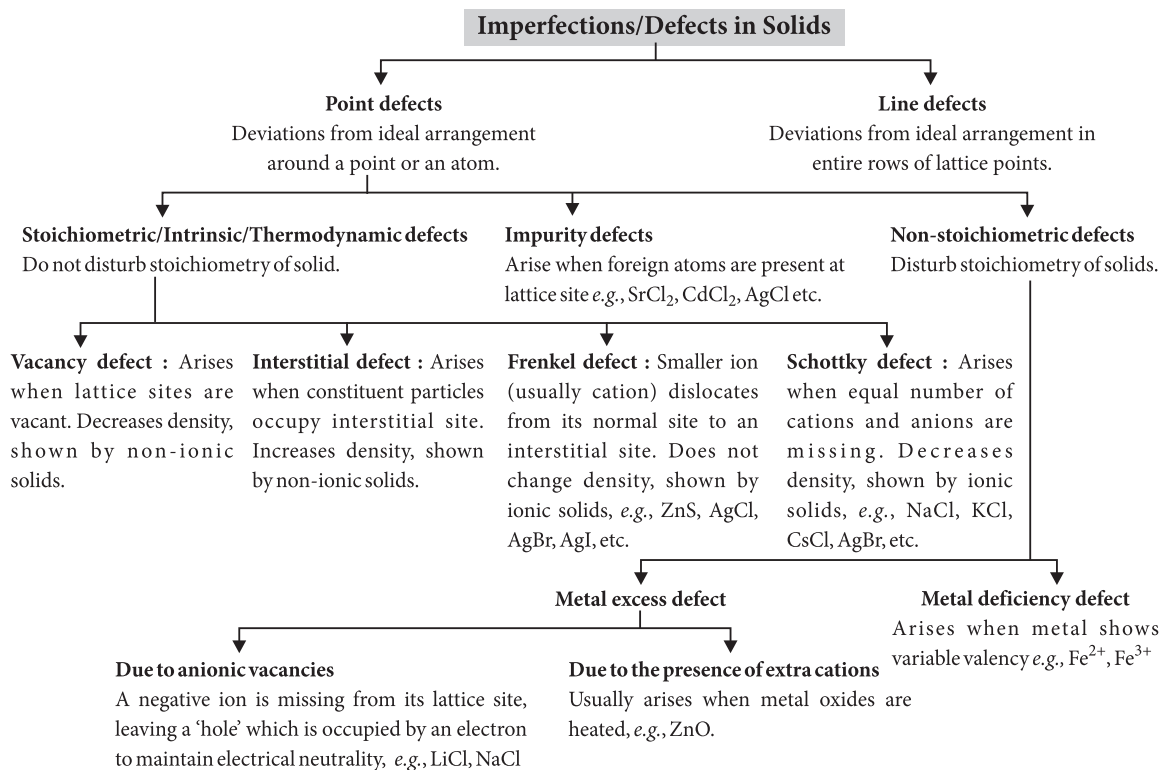 Imperfections/Defects in Solids
Point defects
Deviations from ideal arrangement
around a point or an atom.
Line defects
Deviations from ideal arrangement in
entire rows of lattice points.
Stoichiometric/Intrinsic/Thermodynamic defects
Do not disturb stoichiometry of solid.
Impurity defects
Arise when foreign atoms are present at
lattice site e.g., SrCl₂, CdCl₂, AgCl etc.
Non-stoichiometric defects
Disturb stoichiometry of solids.
Vacancy defect : Arises
when lattice sites are
vacant. Decreases density,
shown by non-ionic
solids.
Interstitial defect : Arises
when constituent particles
occupy interstitial site.
Increases density, shown
by non-ionic solids.
Frenkel defect : Smaller ion
(usually cation) dislocates
from its normal site to an
interstitial site. Does not
change density, shown by
ionic solids, e.g., ZnS, AgCl,
AgBr, AgI, etc.
Schottky defect : Arises
when equal number of
cations and anions are
missing. Decreases
density, shown by ionic
solids, e.g., NaCl, KCl,
CsCl, AgBr, etc.
Metal excess defect
Metal deficiency defect
Arises when metal shows
variable valency e.g., Fe²⁺, Fe³⁺
Due to anionic vacancies
A negative ion is missing from its lattice site,
leaving a ‘hole’ which is occupied by an electron
to maintain electrical neutrality, e.g., LiCl, NaCl
Due to the presence of extra cations
Usually arises when metal oxides are
heated, e.g., ZnO.